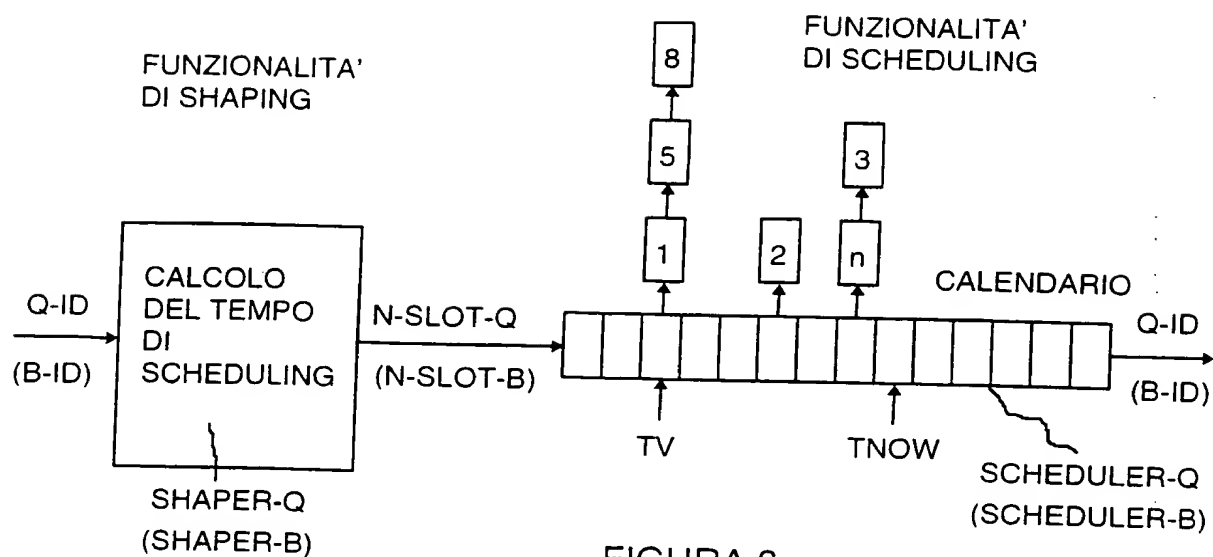 FUNZIONALITA'
DI SHAPING
FUNZIONALITA'
DI SCHEDULING
8
5
3
1
2
n
CALCOLO
DEL TEMPO
DI
SCHEDULING
Q-ID
(B-ID)
N-SLOT-Q
(N-SLOT-B)
CALENDARIO
Q-ID
(B-ID)
TV
TNOW
SHAPER-Q
(SHAPER-B)
SCHEDULER-Q
(SCHEDULER-B)